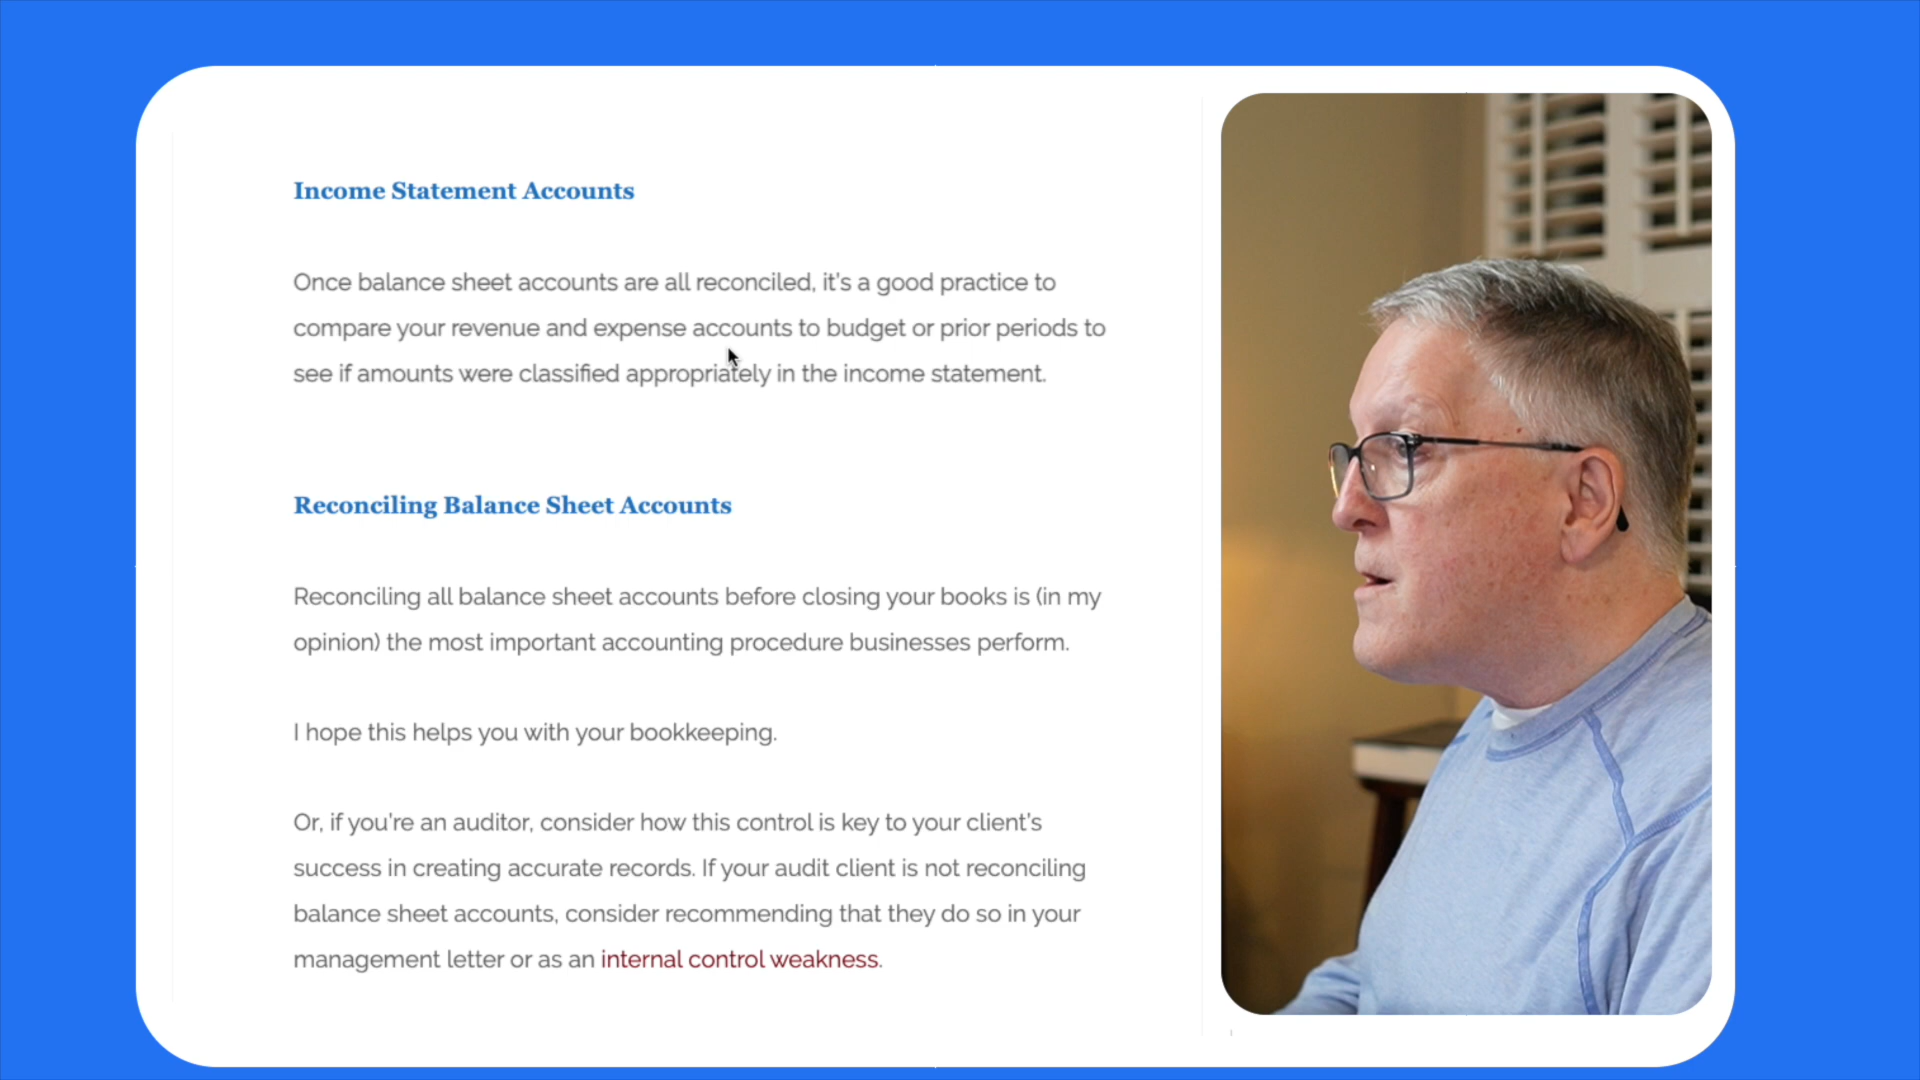 Income Statement Accounts
Once balance sheet accounts are all reconciled, it's a good practice to
compare your revenue and expense accounts to budget or prior periods to
see if amounts were classified appropriately in the income statement.
Reconciling Balance Sheet Accounts
Reconciling all balance sheet accounts before closing your books is (in my
opinion) the most important accounting procedure businesses perform.
I hope this helps you with your bookkeeping.
Or, if you're an auditor, consider how this control is key to your client's
success in creating accurate records. If your audit client is not reconciling
balance sheet accounts, consider recommending that they do so in your
management letter or as an internal control weakness.